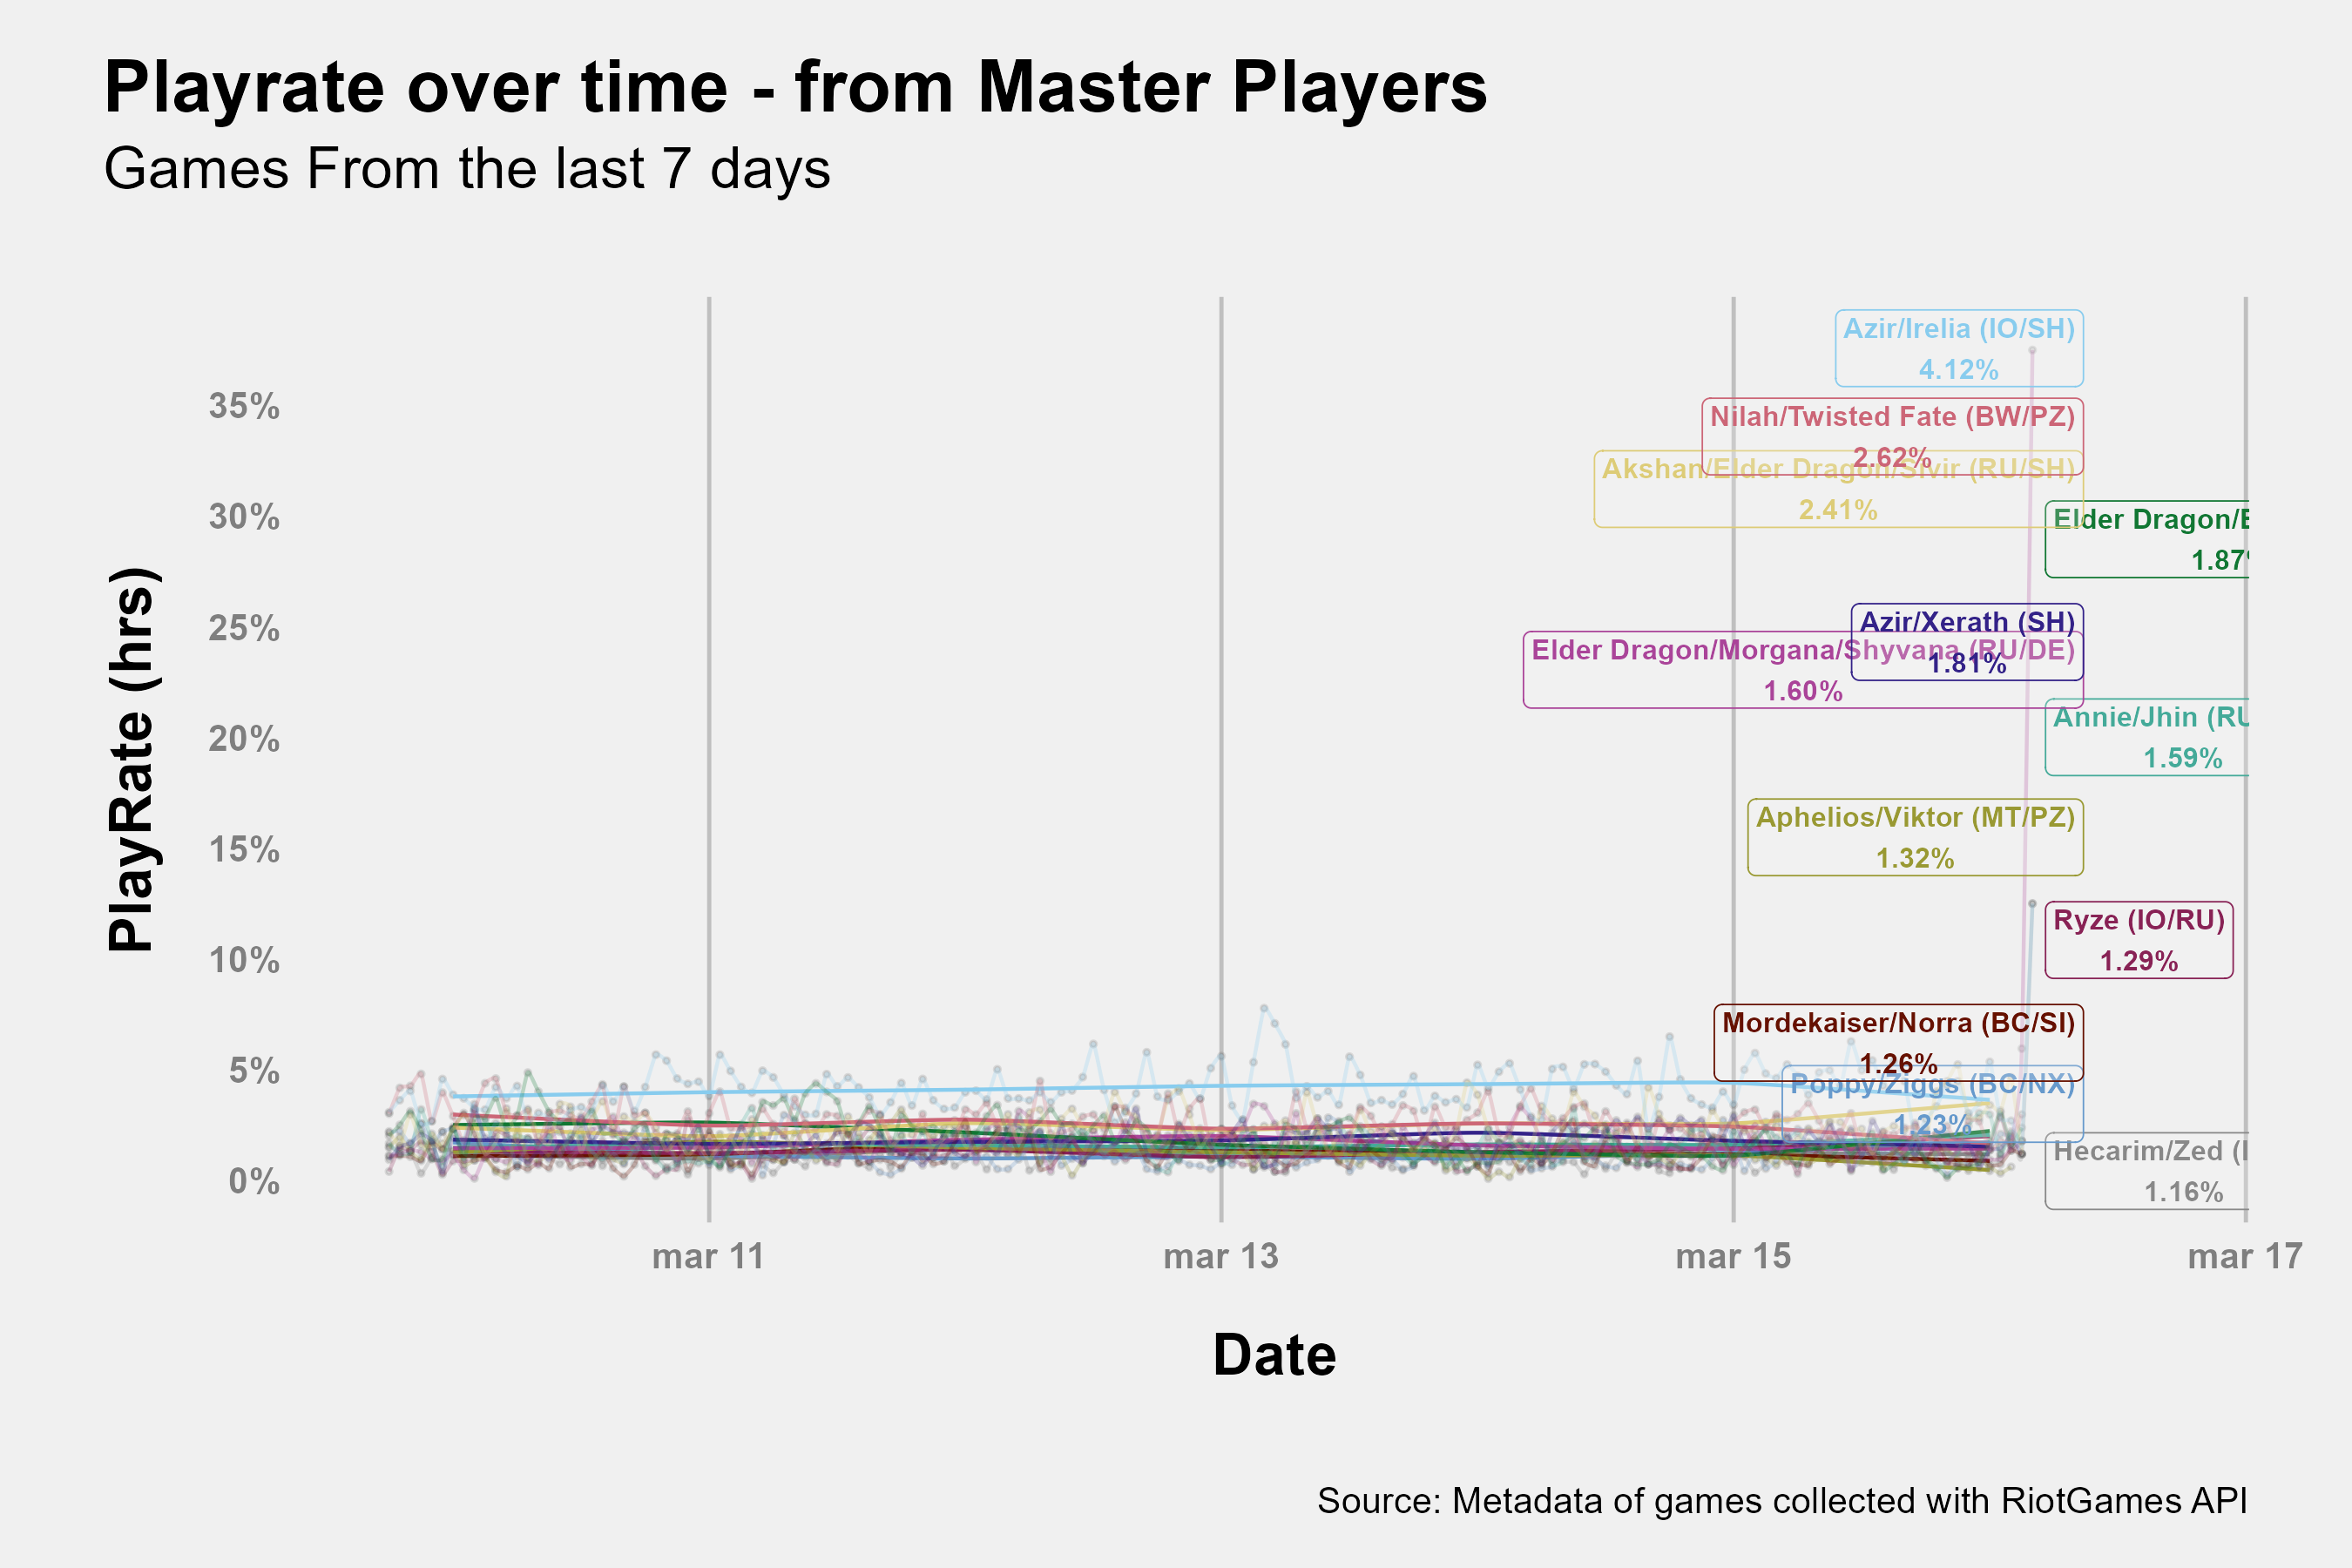 Playrate over time - from Master Players
Games From the last 7 days
PlayRate (hrs)
35%
30%
25%
20%
15%
10%
5%
0%
Azir/Irelia (IO/SH)
4.12%
Nilah/Twisted Fate (BW/PZ)
2.62%
Akshan/Elder Dragon/Sivir (RU/SH)
2.41%
Elder Dragon/
1.87%
Azir/Xerath (SH)
1.81%
Elder Dragon/Morgana/Shyvana (RU/DE)
1.60%
Annie/Jhin (RU
1.59%
Aphelios/Viktor (MT/PZ)
1.32%
Ryze (IO/RU)
1.29%
Mordekaiser/Norra (BC/SI)
1.26%
Poppy/Ziggs (BC/NX)
1.23%
Hecarim/Zed (I
1.16%
mar 11
mar 13
mar 15
mar 17
Date
Source: Metadata of games collected with RiotGames API